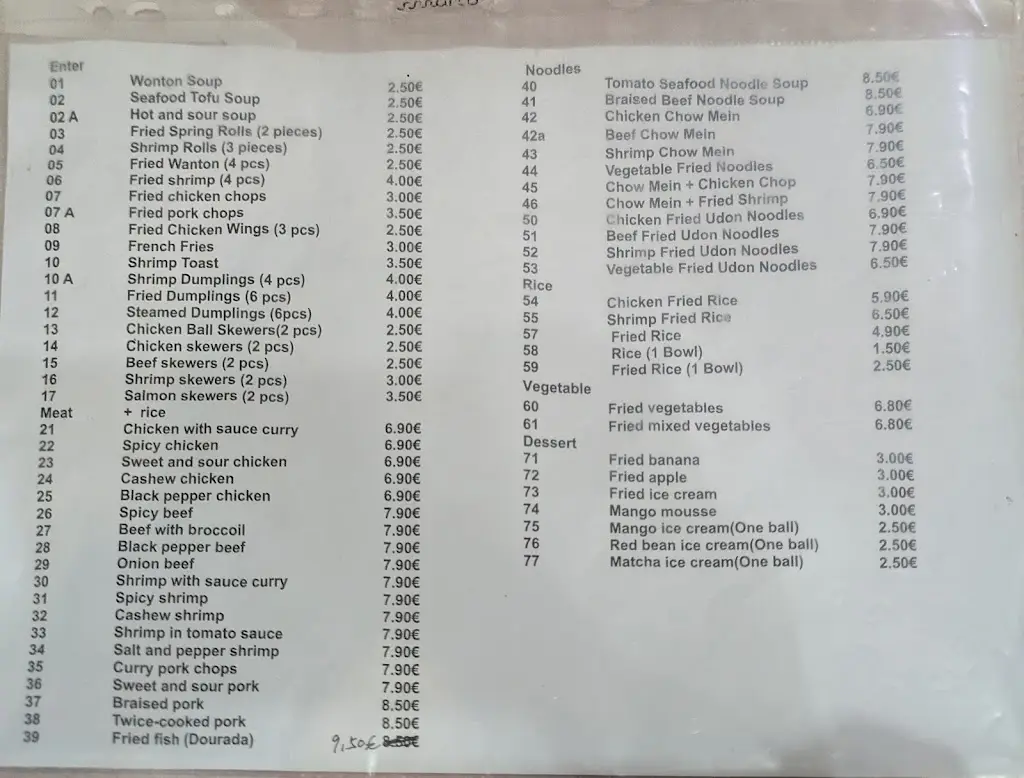 Enter
01 Wonton Soup 2.50€
02 Seafood Tofu Soup 2.50€
02 A Hot and sour soup 2.50€
03 Fried Spring Rolls (2 pieces) 2.50€
04 Shrimp Rolls (3 pieces) 2.50€
05 Fried Wanton (4 pcs) 2.50€
06 Fried shrimp (4 pcs) 4.00€
07 Fried chicken chops 3.00€
07 A Fried pork chops 3.50€
08 Fried Chicken Wings (3 pcs) 2.50€
09 French Fries 3.00€
10 Shrimp Toast 3.50€
10 A Shrimp Dumplings (4 pcs) 4.00€
11 Fried Dumplings (6 pcs) 4.00€
12 Steamed Dumplings (6pcs) 4.00€
13 Chicken Ball Skewers(2 pcs) 2.50€
14 Chicken skewers (2 pcs) 2.50€
15 Beef skewers (2 pcs) 2.50€
16 Shrimp skewers (2 pcs) 3.00€
17 Salmon skewers (2 pcs) 3.50€
Meat + rice
21 Chicken with sauce curry 6.90€
22 Spicy chicken 6.90€
23 Sweet and sour chicken 6.90€
24 Cashew chicken 6.90€
25 Black pepper chicken 6.90€
26 Spicy beef 7.90€
27 Beef with broccoil 7.90€
28 Black pepper beef 7.90€
29 Onion beef 7.90€
30 Shrimp with sauce curry 7.90€
31 Spicy shrimp 7.90€
32 Cashew shrimp 7.90€
33 Shrimp in tomato sauce 7.90€
34 Salt and pepper shrimp 7.90€
35 Curry pork chops 7.90€
36 Sweet and sour pork 7.90€
37 Braised pork 8.50€
38 Twice-cooked pork 8.50€
39 Fried fish (Dourada) 9,50€ 8.50€
Noodles
40 Tomato Seafood Noodle Soup 8.50€
41 Braised Beef Noodle Soup 8.50€
42 Chicken Chow Mein 6.90€
42a Beef Chow Mein 7.90€
43 Shrimp Chow Mein 7.90€
44 Vegetable Fried Noodles 6.50€
45 Chow Mein + Chicken Chop 7.90€
46 Chow Mein + Fried Shrimp 7.90€
50 Chicken Fried Udon Noodles 6.90€
51 Beef Fried Udon Noodles 7.90€
52 Shrimp Fried Udon Noodles 7.90€
53 Vegetable Fried Udon Noodles 6.50€
Rice
54 Chicken Fried Rice 5.90€
55 Shrimp Fried Rice 6.50€
57 Fried Rice 4.90€
58 Rice (1 Bowl) 1.50€
59 Fried Rice (1 Bowl) 2.50€
Vegetable
60 Fried vegetables 6.80€
61 Fried mixed vegetables 6.80€
Dessert
71 Fried banana 3.00€
72 Fried apple 3.00€
73 Fried ice cream 3.00€
74 Mango mousse 3.00€
75 Mango ice cream(One ball) 2.50€
76 Red bean ice cream(One ball) 2.50€
77 Matcha ice cream(One ball) 2.50€